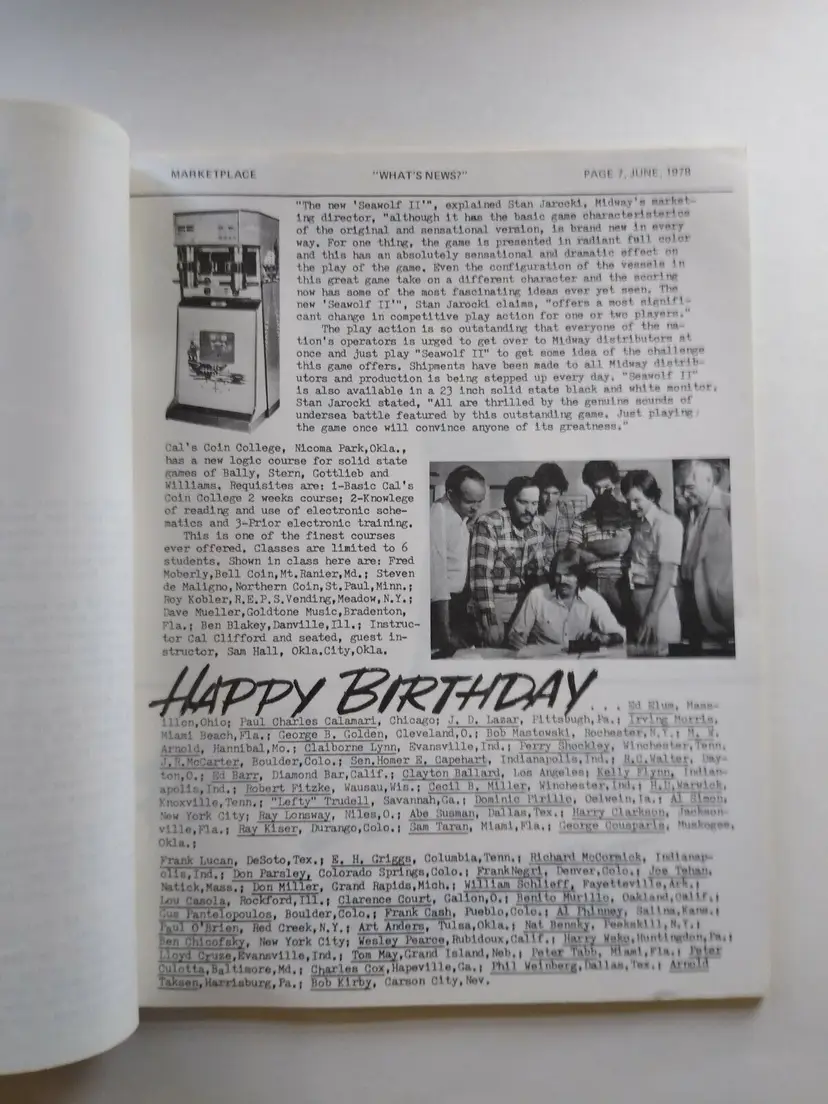 MARKETPLACE "WHAT'S NEWS?" PAGE 7, JUNE, 1978
"The new 'Seawolf II'", explained Stan Jarocki, Midway's market-
ing director, "although it has the basic game characteristerics
of the original and sensational version, is brand new in every
way. For one thing, the game is presented in radiant full color
and this has an absolutely sensational and dramatic effect on
the play of the game. Even the configuration of the vessels in
this great game take on a different character and the scoring
now has some of the most fascinating ideas ever yet seen. The
new 'Seawolf II'", Stan Jarocki claims, "offers a most signifi-
cant change in competitive play action for one or two players."
The play action is so outstanding that everyone of the na-
tion's operators is urged to get over to Midway distributors at
once and just play "Seawolf II" to get some idea of the challenge
this game offers. Shipments have been made to all Midway distrib-
utors and production is being stepped up every day. "Seawolf II"
is also available in a 23 inch solid state black and white monitor.
Stan Jarocki stated, "All are thrilled by the genuine sounds of
undersea battle featured by this outstanding game. Just playing
the game once will convince anyone of its greatness."
Cal's Coin College, Nicoma Park,Okla.,
has a new logic course for solid state
games of Bally, Stern, Gottlieb and
Williams. Requisites are: 1-Basic Cal's
Coin College 2 weeks course; 2-Knowlege
of reading and use of electronic sche-
matics and 3-Prior electronic training.
This is one of the finest courses
ever offered. Classes are limited to 6
students. Shown in class here are: Fred
Moberly,Bell Coin,Mt.Ranier,Md.; Steven
de Maligno,Northern Coin,St.Paul,Minn.;
Roy Kobler,R.E.P.S.Vending,Meadow,N.Y.;
Dave Mueller,Goldtone Music,Bradenton,
Fla.; Ben Blakey,Danville,Ill.; Instruc-
tor Cal Clifford and seated, guest in-
structor, Sam Hall, Okla.City,Okla.
HAPPY BIRTHDAY... Ed Elum, Mass-
illon,Ohio; Paul Charles Calamari, Chicago; J. D. Lazar, Pittsbugh,Pa.; Irving Morris,
Miami Beach,Fla.; George B. Golden, Cleveland,O.; Bob Mastowski, Rochester,N.Y.; M. W.
Arnold, Hannibal,Mo.; Claiborne Lynn, Evansville,Ind.; Perry Shockley, Winchester,Tenn.
J.R.McCarter, Boulder,Colo.; Sen.Homer E. Capehart, Indianapolis,Ind.; R.C.Walter, Day-
ton,O.; Ed Barr, Diamond Bar,Calif.; Clayton Ballard, Los Angeles; Kelly Flynn, Indian-
apolis,Ind.; Robert Fitzke, Wausau,Wis.; Cecil B. Miller, Winchester,Ind.; H.U.Warwick,
Knoxville,Tenn.; "Lefty" Trudell, Savannah,Ga.; Dominic Pirillo, Oelwein,Ia.; Al Simon,
New York City; Ray Lonsway, Niles,O.; Abe Susman, Dallas,Tex.; Harry Clarkson, Jackson-
ville,Fla.; Ray Kiser, Durango,Colo.; Sam Taran, Miami,Fla.; George Cousparis, Muskogee,
Okla.;
Frank Lucan, DeSoto,Tex.; E. H. Griggs, Columbia,Tenn.; Richard McCormick, Indianap-
olis,Ind.; Don Parsley, Colorado Springs,Colo.; FrankNegri, Denver,Colo.; Joe Tehan,
Natick,Mass.; Don Miller, Grand Rapids,Mich.; William Schlieff, Fayetteville,Ark.;
Lou Casola, Rockford,Ill.; Clarence Court, Galion,O.; Benito Murillo, Oakland,Calif.;
Gus Pantelopoulos, Boulder,Colo.; Frank Cash, Pueblo,Colo.; Al Phinney, Salina,Kans.;
Paul O'Brien, Red Creek,N.Y.; Art Anders, Tulsa,Okla.; Nat Bensky, Peekskill,N.Y.;
Ben Chicofsky, New York City; Wesley Pearce,Rubidoux,Calif.; Harry Wake,Huntingdon,Pa.;
Lloyd Cruse,Evansville,Ind.; Tom May,Grand Island,Neb.; Peter Tabb, Miami,Fla.; Peter
Culotta,Baltimore,Md.; Charles Cox,Hapeville,Ga.; Phil Weinberg,Dallas,Tex.; Arnold
Taksen,Harrisburg,Pa.; Bob Kirby, Carson City,Nev.